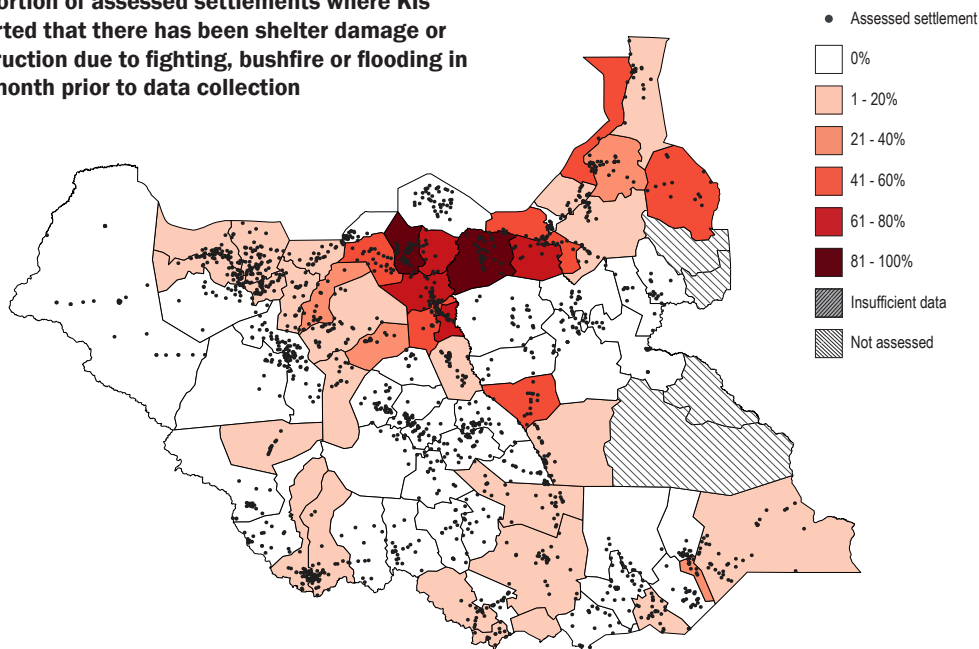 ortion of assessed settlements where KIs
rted that there has been shelter damage or
ruction due to fighting, bushfire or flooding in
month prior to data collection
Assessed settlement
0%
1 - 20%
21 - 40%
41 - 60%
61 - 80%
81 - 100%
Insufficient data
Not assessed